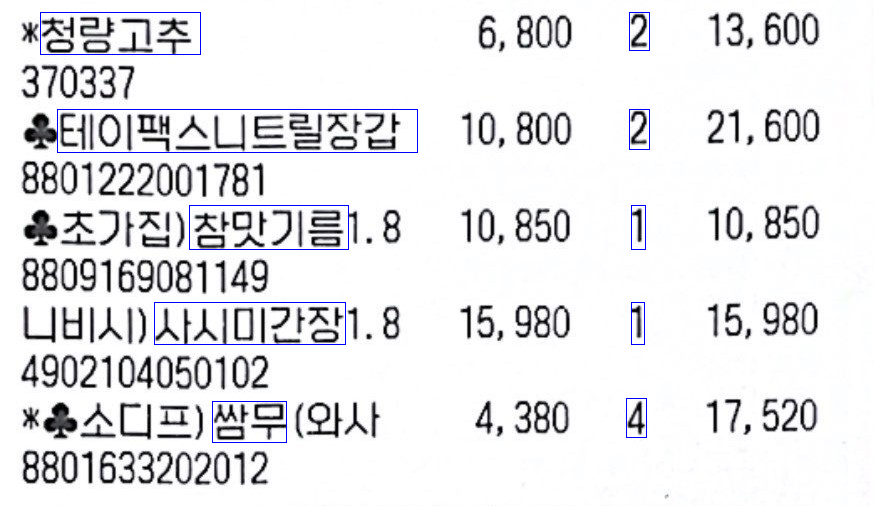 *청량고추 6,800 2 13,600
370337
♣테이팩스니트릴장갑 10,800 2 21,600
8801222001781
♣초가집)참맛기름1.8 10,850 1 10,850
8809169081149
니비시)사시미간장1.8 15,980 1 15,980
4902104050102
*♣소디프)쌈무(와사 4,380 4 17,520
8801633202012